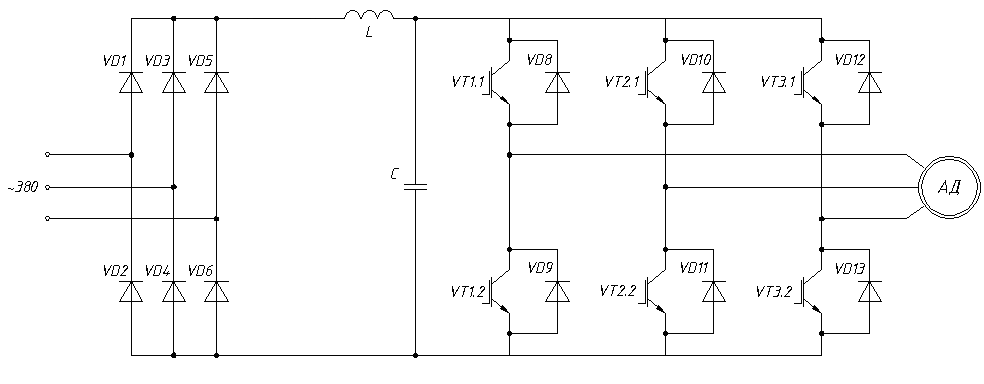 L
VD1 VD3 VD5
VD8 VD10 VD12
VT1.1 VT2.1 VT3.1
C
~380
АД
VD2 VD4 VD6
VD9 VD11 VD13
VT1.2 VT2.2 VT3.2